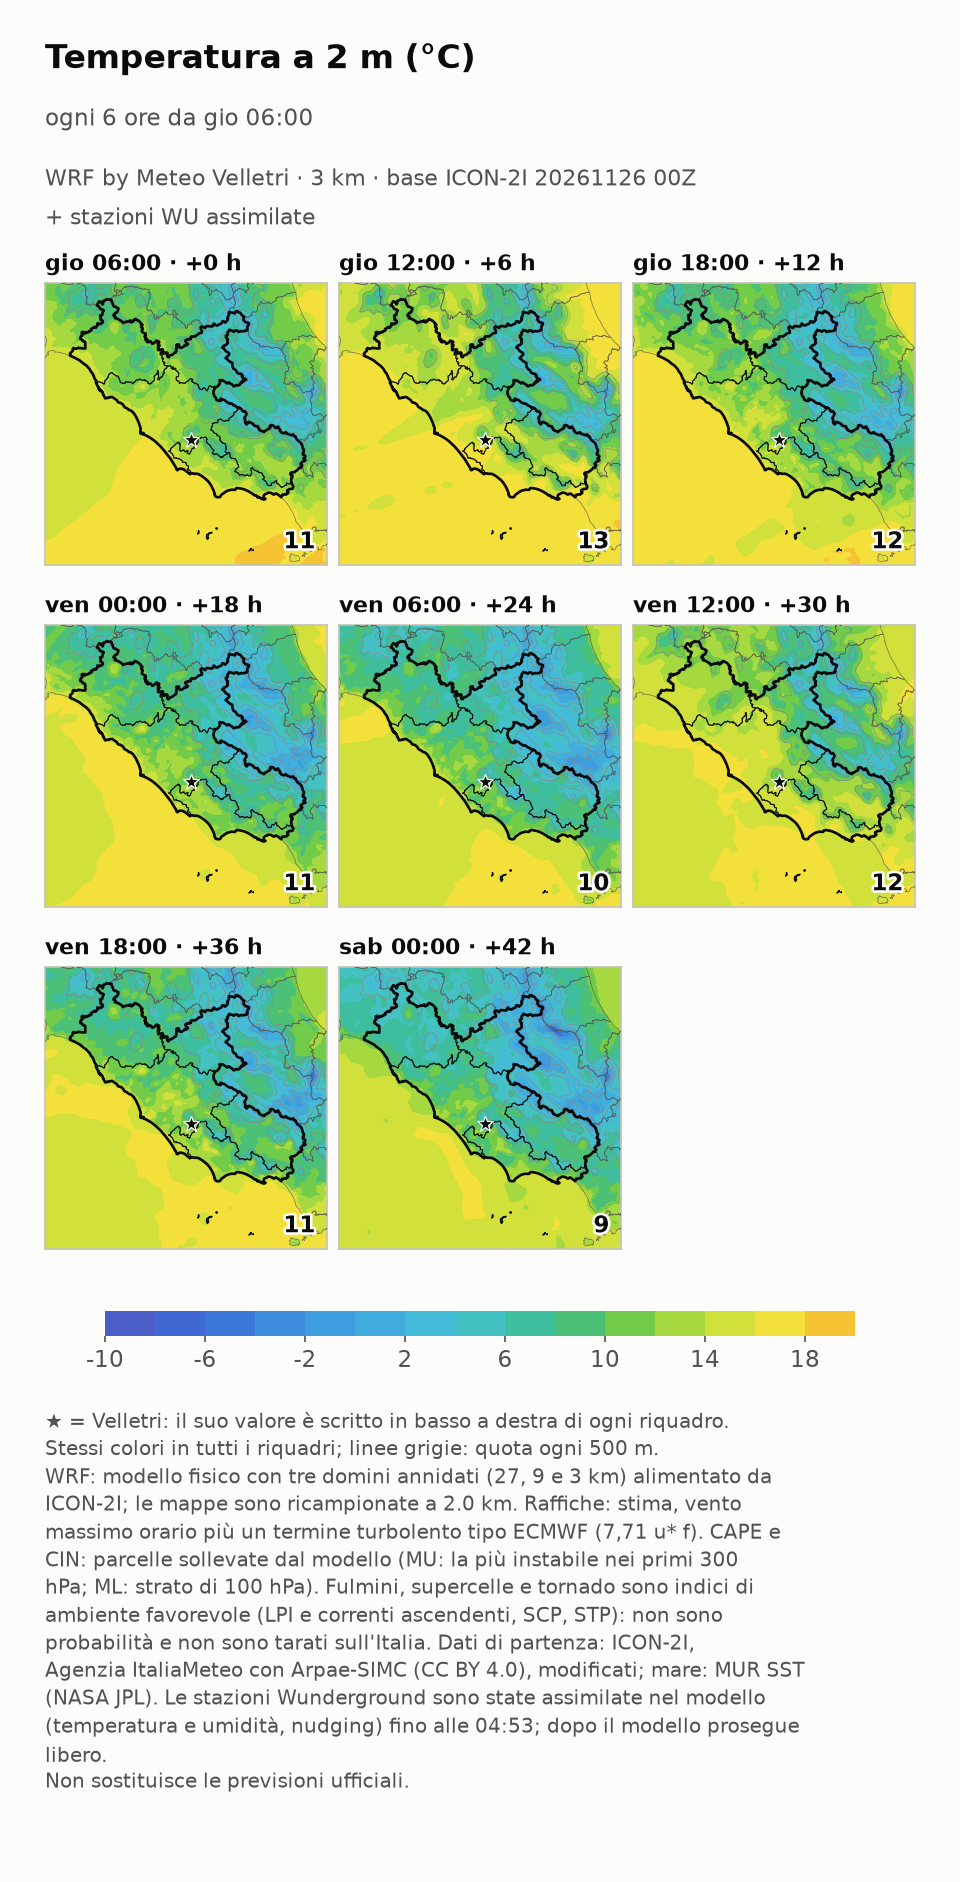 Temperatura a 2 m (°C)
ogni 6 ore da gio 06:00
WRF by Meteo Velletri · 3 km · base ICON-2I 20261126 00Z
+ stazioni WU assimilate
gio 06:00 · +0 h
gio 12:00 · +6 h
gio 18:00 · +12 h
11
13
12
ven 00:00 · +18 h
ven 06:00 · +24 h
ven 12:00 · +30 h
11
10
12
ven 18:00 · +36 h
sab 00:00 · +42 h
11
9
-10 -6 -2 2 6 10 14 18
★ = Velletri: il suo valore è scritto in basso a destra di ogni riquadro.
Stessi colori in tutti i riquadri; linee grigie: quota ogni 500 m.
WRF: modello fisico con tre domini annidati (27, 9 e 3 km) alimentato da
ICON-2I; le mappe sono ricampionate a 2.0 km. Raffiche: stima, vento
massimo orario più un termine turbolento tipo ECMWF (7,71 u* f). CAPE e
CIN: parcelle sollevate dal modello (MU: la più instabile nei primi 300
hPa; ML: strato di 100 hPa). Fulmini, supercelle e tornado sono indici di
ambiente favorevole (LPI e correnti ascendenti, SCP, STP): non sono
probabilità e non sono tarati sull'Italia. Dati di partenza: ICON-2I,
Agenzia ItaliaMeteo con Arpae-SIMC (CC BY 4.0), modificati; mare: MUR SST
(NASA JPL). Le stazioni Wunderground sono state assimilate nel modello
(temperatura e umidità, nudging) fino alle 04:53; dopo il modello prosegue
libero.
Non sostituisce le previsioni ufficiali.